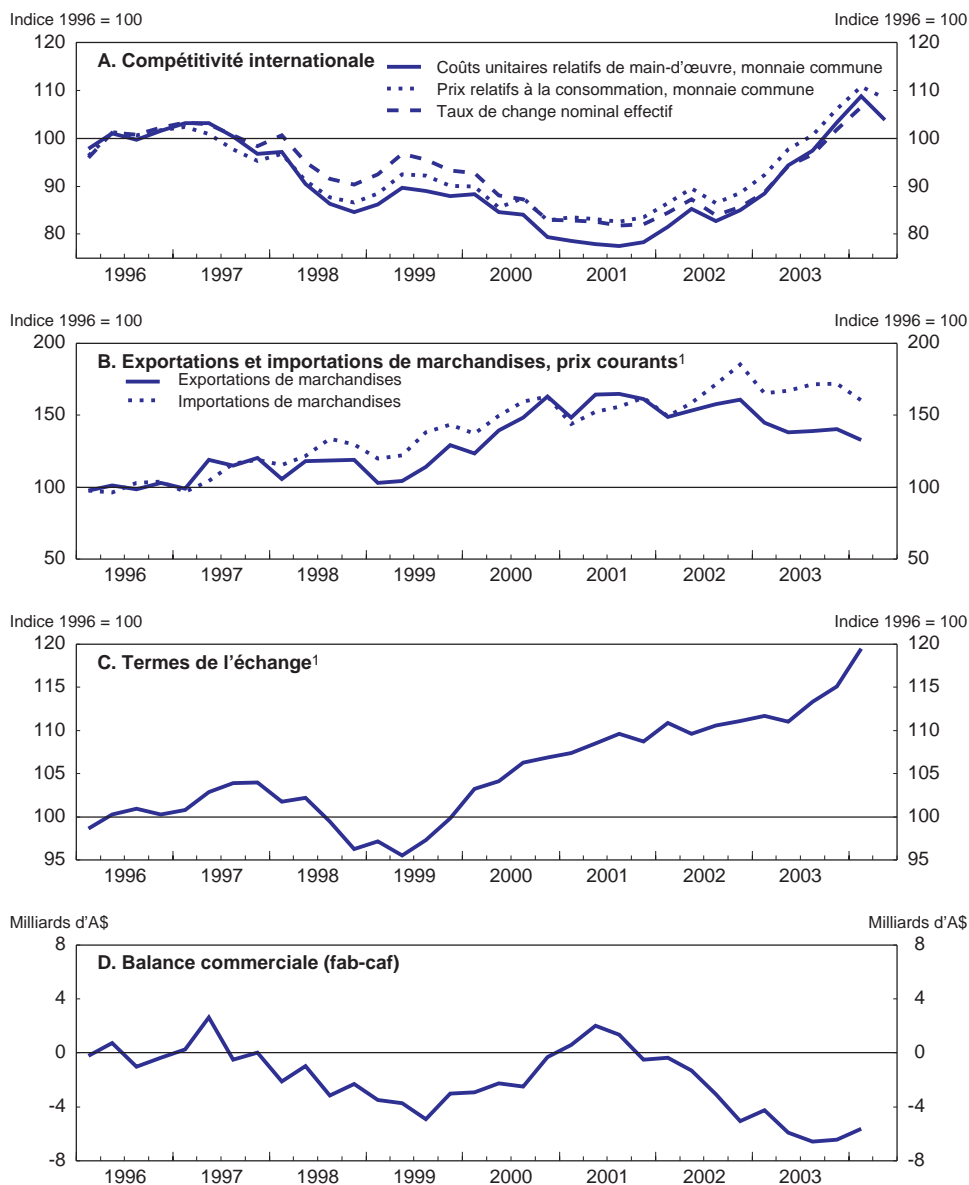 Indice 1996 = 100 Indice 1996 = 100
120 120
A. Compétitivité internationale
Coûts unitaires relatifs de main-d'œuvre, monnaie commune
Prix relatifs à la consommation, monnaie commune
Taux de change nominal effectif
110 110
100 100
90 90
80 80
1996 1997 1998 1999 2000 2001 2002 2003
Indice 1996 = 100 Indice 1996 = 100
200 200
B. Exportations et importations de marchandises, prix courants1
Exportations de marchandises
Importations de marchandises
150 150
100 100
50 50
1996 1997 1998 1999 2000 2001 2002 2003
Indice 1996 = 100 Indice 1996 = 100
120 120
C. Termes de l'échange1
115 115
110 110
105 105
100 100
95 95
1996 1997 1998 1999 2000 2001 2002 2003
Milliards d'A$ Milliards d'A$
8 8
D. Balance commerciale (fab-caf)
4 4
0 0
-4 -4
-8 -8
1996 1997 1998 1999 2000 2001 2002 2003